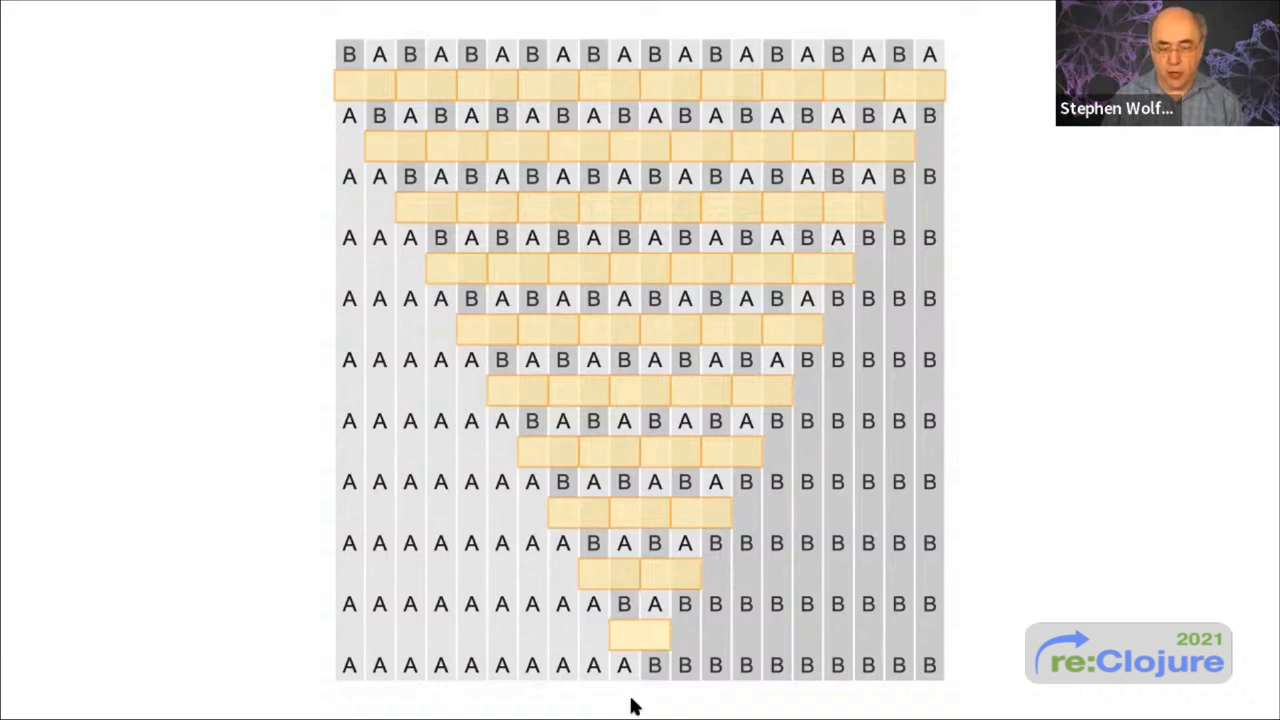 B A B A B A B A B A B A B A B A B A B A
Stephen Wolf...
A B A B A B A B A B A B A B A B A B A B
A A B A B A B A B A B A B A B A B A B B
A A A B A B A B A B A B A B A B A B B B
A A A A B A B A B A B A B A B A B B B B
A A A A A B A B A B A B A B A B B B B B
A A A A A A B A B A B A B A B B B B B B
A A A A A A A B A B A B A B B B B B B B
A A A A A A A A B A B A B B B B B B B B
A A A A A A A A A B A B B B B B B B B B
A A A A A A A A A A B B B B B B B B B B
2021
re:Clojure